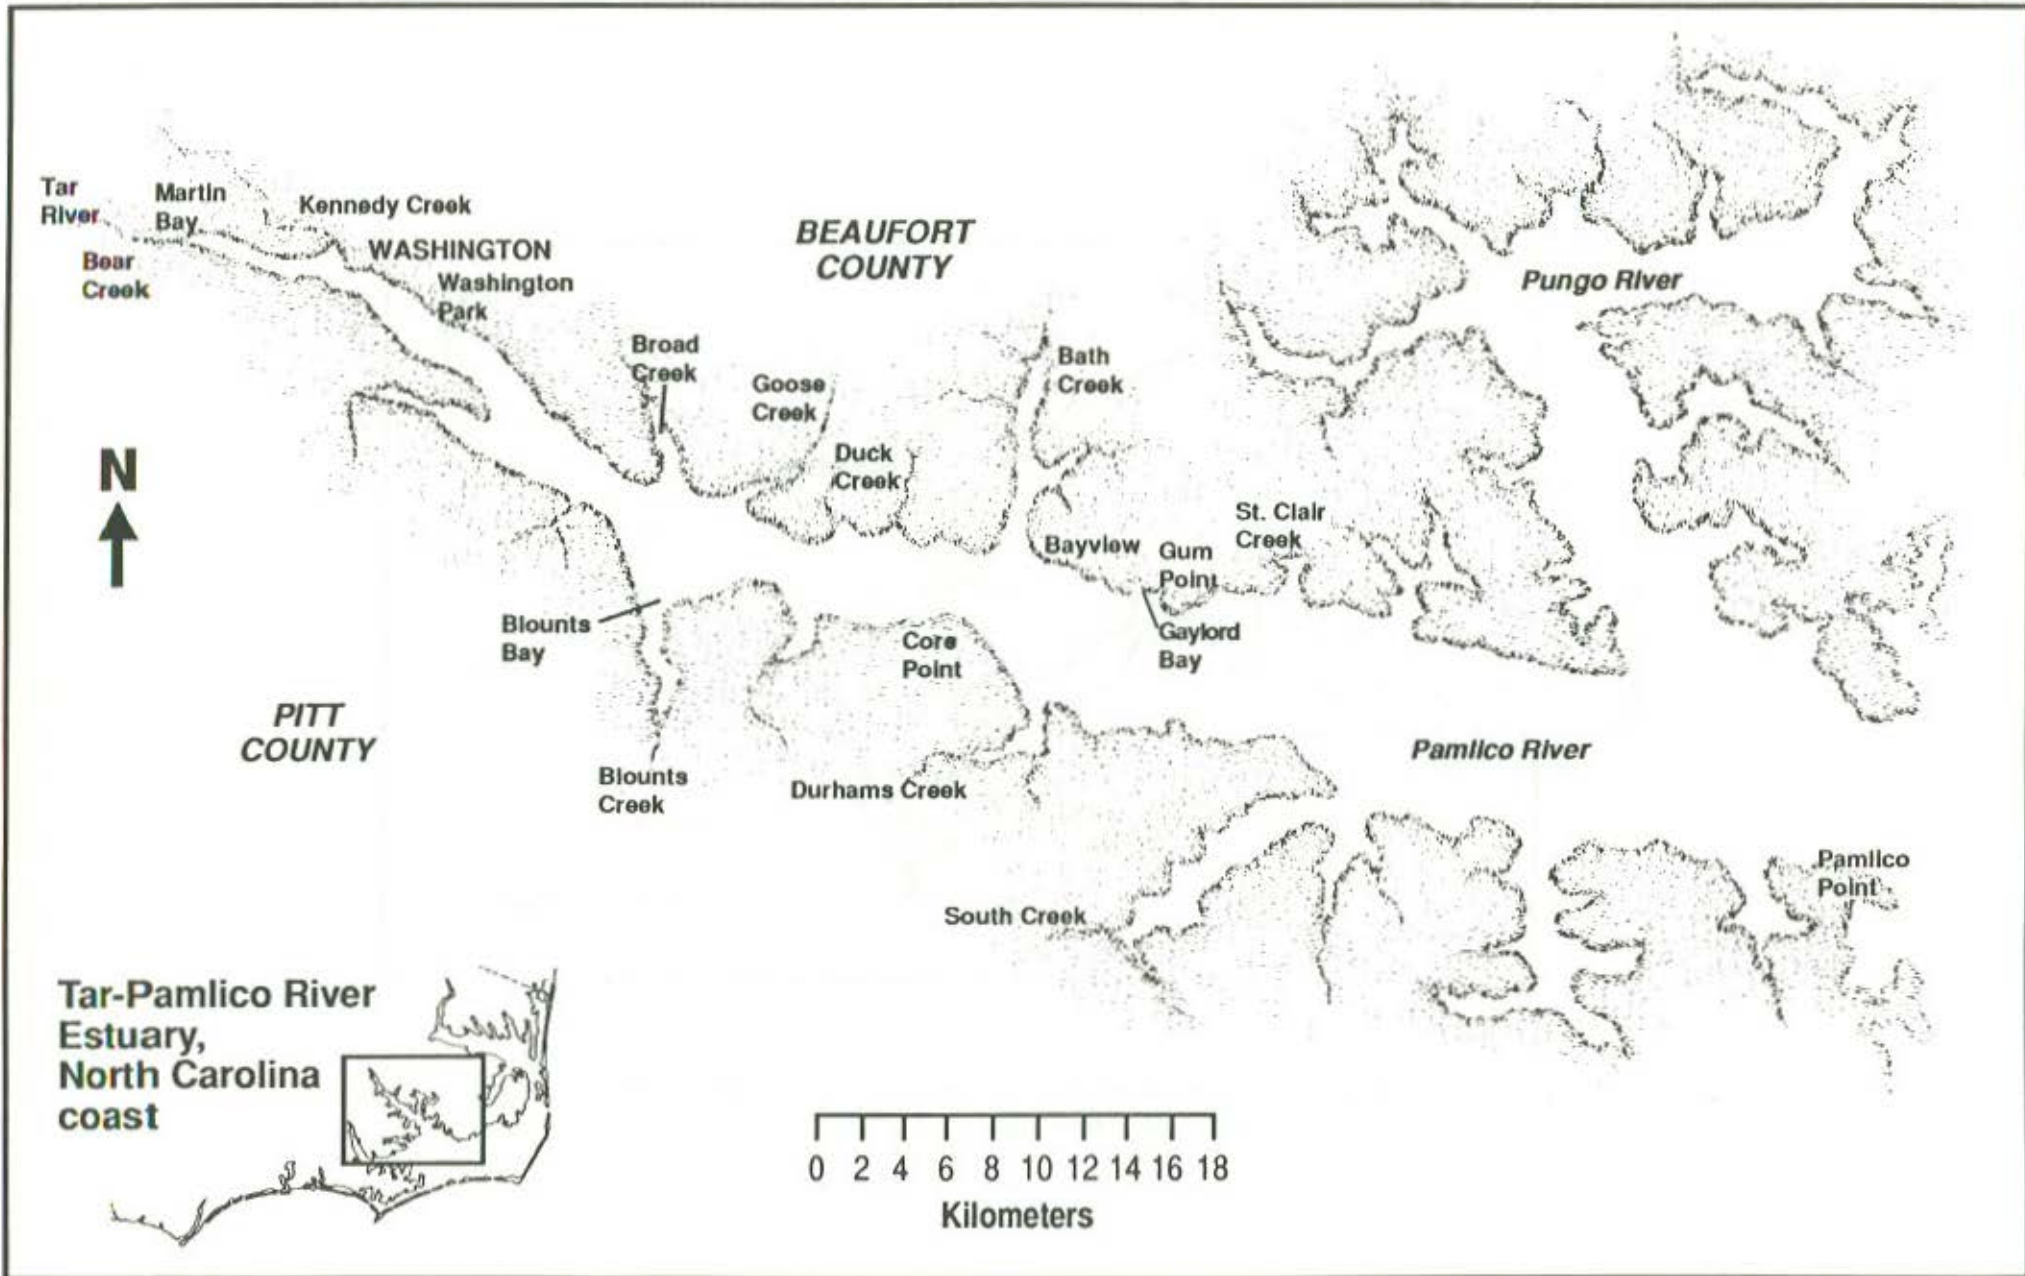 Tar
River
Martin
Bay
Kennedy Creek
WASHINGTON
Washington
Park
Bear
Creek
BEAUFORT
COUNTY
Pungo River
Broad
Creek
Goose
Creek
Bath
Creek
Duck
Creek
N
St. Clair
Creek
Bayview
Gum
Point
Gaylord
Bay
Blounts
Bay
Core
Point
PITT
COUNTY
Pamlico River
Blounts
Creek
Durhams Creek
Pamlico
Point
South Creek
Tar-Pamlico River
Estuary,
North Carolina
coast
0 2 4 6 8 10 12 14 16 18
Kilometers